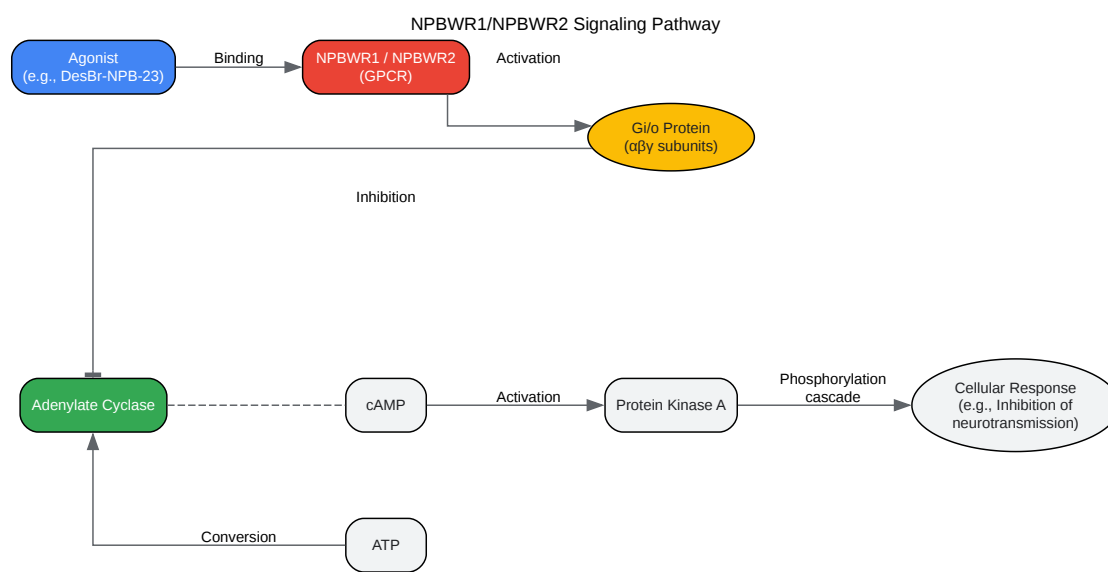 NPBWR1/NPBWR2 Signaling Pathway
Agonist
(e.g., DesBr-NPB-23)
Binding
NPBWR1 / NPBWR2
(GPCR)
Activation
Gi/o Protein
(αβγ subunits)
Inhibition
Adenylate Cyclase
cAMP
Activation
Protein Kinase A
Phosphorylation
cascade
Cellular Response
(e.g., Inhibition of
neurotransmission)
Conversion
ATP